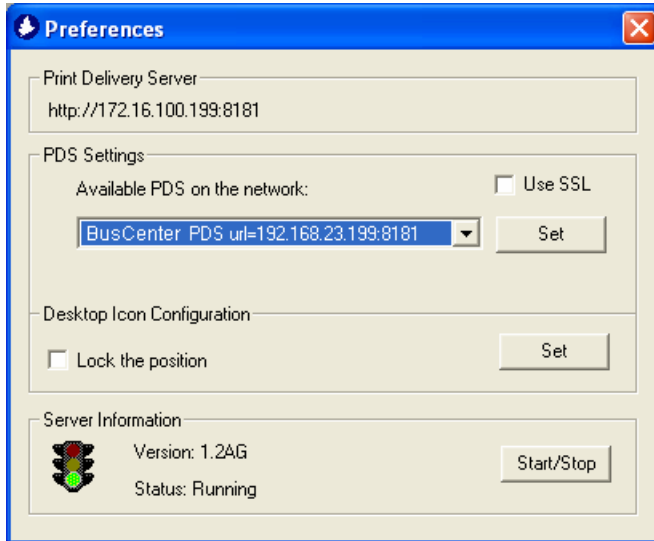 Preferences
Print Delivery Server
http://172.16.100.199:8181
PDS Settings
Available PDS on the network:
Use SSL
BusCenter PDS url=192.168.23.199:8181
Set
Desktop Icon Configuration
Lock the position
Set
Server Information
Version: 1.2AG
Status: Running
Start/Stop